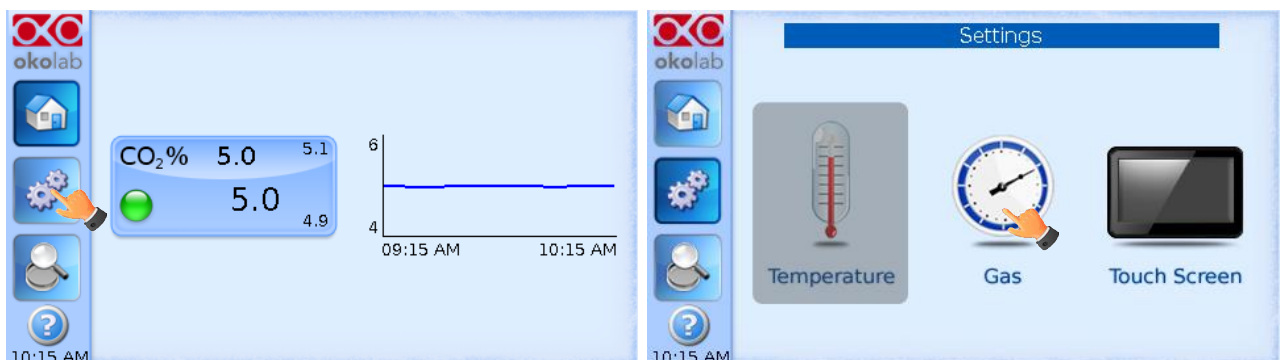 okolab
CO₂% 5.0 5.1
5.0
4.9
6
4
09:15 AM 10:15 AM
10:15 AM
Settings
okolab
Temperature Gas Touch Screen
10:15 AM